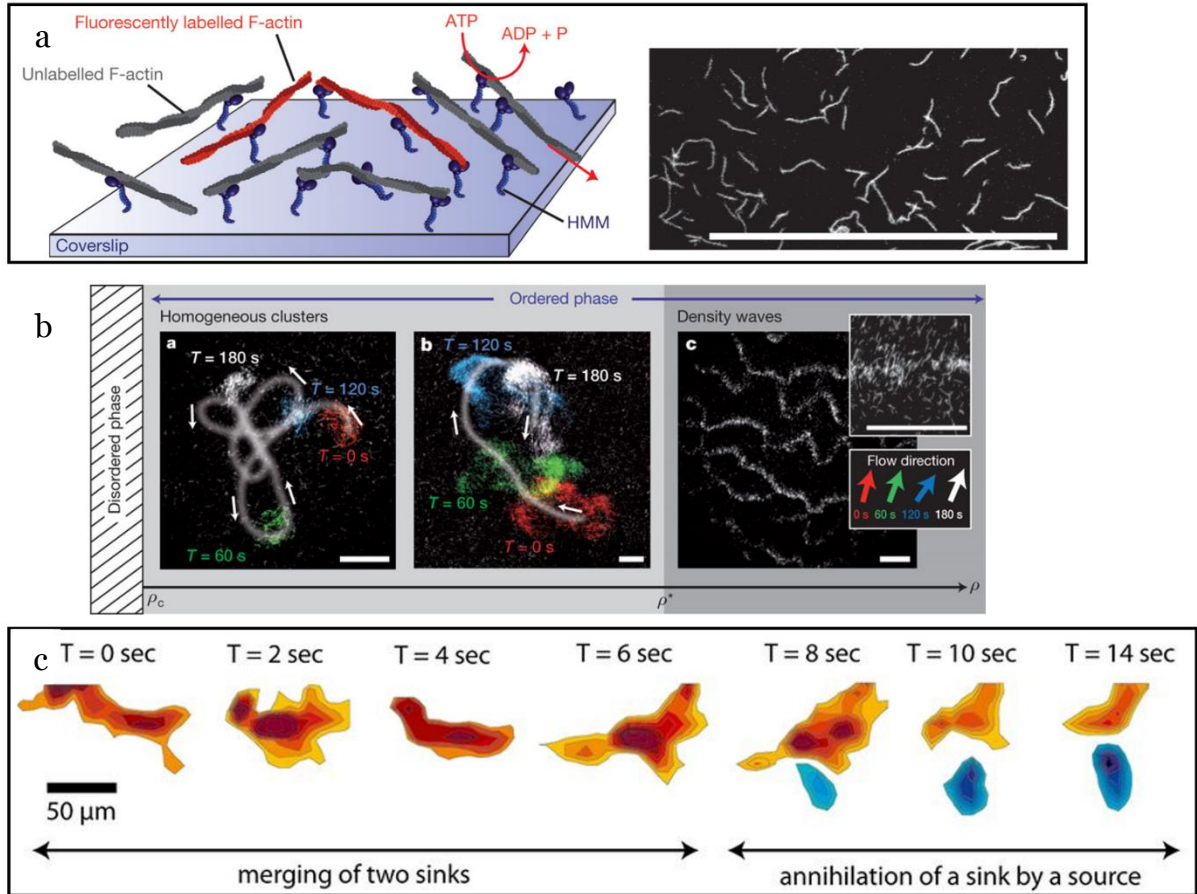 a
Fluorescently labelled F-actin
Unlabelled F-actin
ATP
ADP + P
HMM
Coverslip
b
Disordered phase
Ordered phase
Homogeneous clusters
Density waves
a
T = 180 s
T = 120 s
T = 0 s
T = 60 s
b
T = 120 s
T = 180 s
T = 60 s
T = 0 s
c
Flow direction
0 s 60 s 120 s 180 s
ρc
ρ*
ρ
c
T = 0 sec T = 2 sec T = 4 sec T = 6 sec T = 8 sec T = 10 sec T = 14 sec
50 μm
merging of two sinks
annihilation of a sink by a source